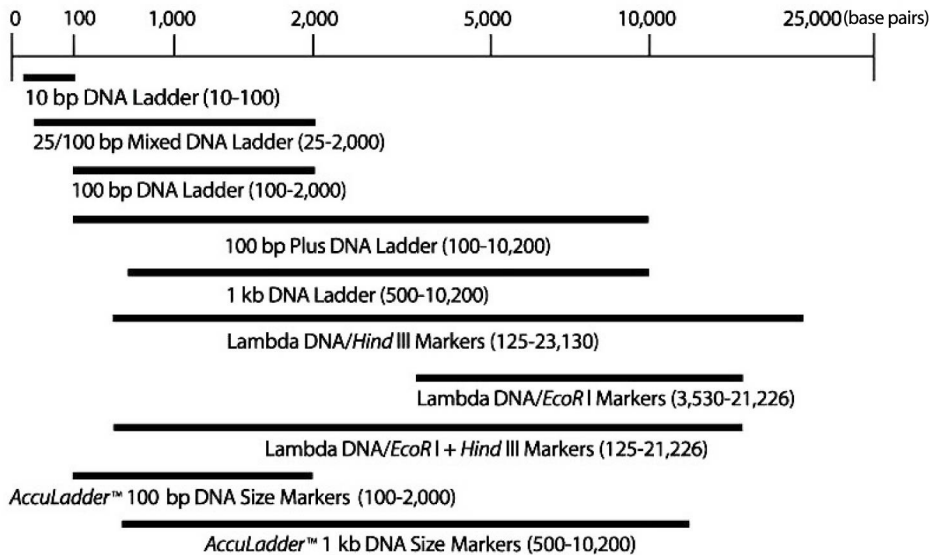 0 100 1,000 2,000 5,000 10,000 25,000 (base pairs)
10 bp DNA Ladder (10-100)
25/100 bp Mixed DNA Ladder (25-2,000)
100 bp DNA Ladder (100-2,000)
100 bp Plus DNA Ladder (100-10,200)
1 kb DNA Ladder (500-10,200)
Lambda DNA/Hind III Markers (125-23,130)
Lambda DNA/EcoR I Markers (3,530-21,226)
Lambda DNA/EcoR I + Hind III Markers (125-21,226)
AccuLadder™ 100 bp DNA Size Markers (100-2,000)
AccuLadder™ 1 kb DNA Size Markers (500-10,200)